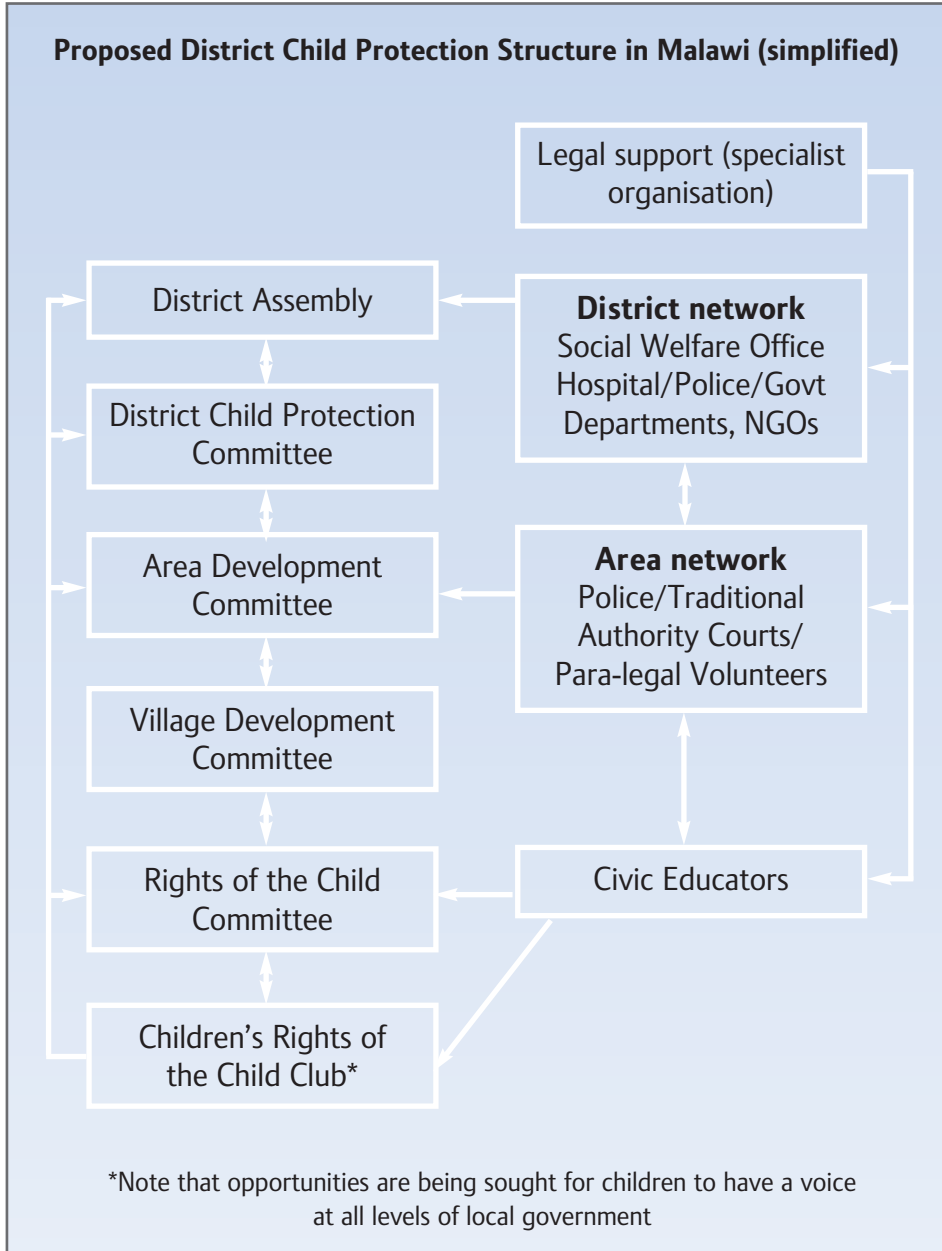 Proposed District Child Protection Structure in Malawi (simplified)
Legal support (specialist
organisation)
District Assembly
District network
Social Welfare Office
Hospital/Police/Govt
Departments, NGOs
District Child Protection
Committee
Area Development
Committee
Area network
Police/Traditional
Authority Courts/
Para-legal Volunteers
Village Development
Committee
Rights of the Child
Committee
Civic Educators
Children’s Rights of
the Child Club*
*Note that opportunities are being sought for children to have a voice
at all levels of local government